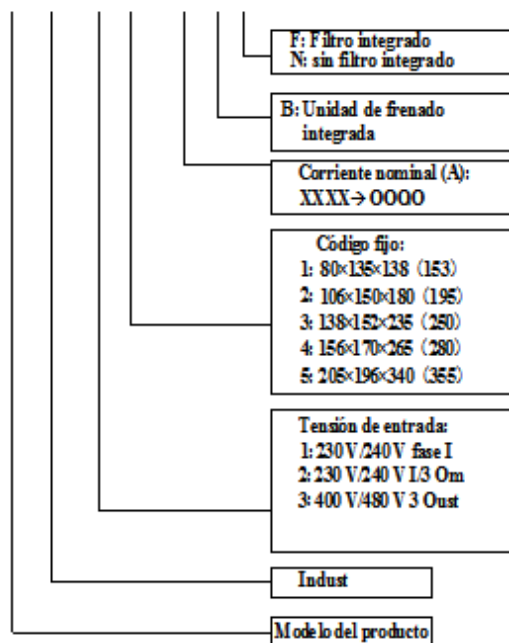 F: Filtro integrado
N: sin filtro integrado
B: Unidad de frenado
integrada
Corriente nominal (A):
XXXX→OOOO
Código fijo:
1: 80×135×138 (153)
2: 106×150×180 (195)
3: 138×152×235 (250)
4: 156×170×265 (280)
5: 205×196×340 (355)
Tensión de entrada:
1: 230 V/240 V fase I
2: 230 V/240 V I/3 Om
3: 400 V/480 V 3 Oust
Indust
Modelo del producto